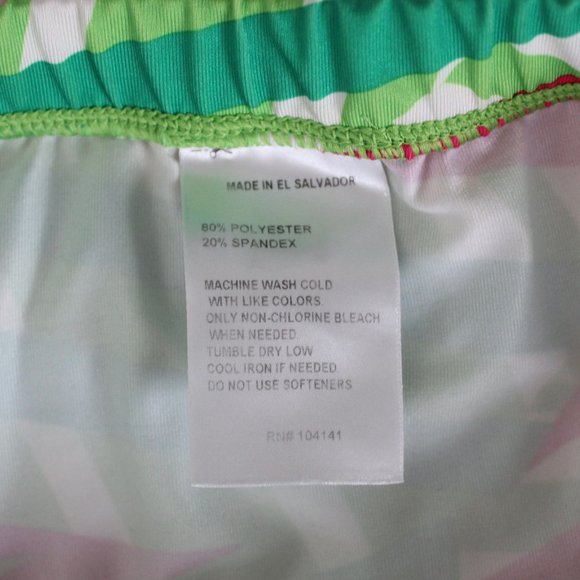 MADE IN EL SALVADOR
80% POLYESTER
20% SPANDEX
MACHINE WASH COLD
WITH LIKE COLORS.
ONLY NON-CHLORINE BLEACH
WHEN NEEDED.
TUMBLE DRY LOW
COOL IRON IF NEEDED.
DO NOT USE SOFTENERS
RN# 104141